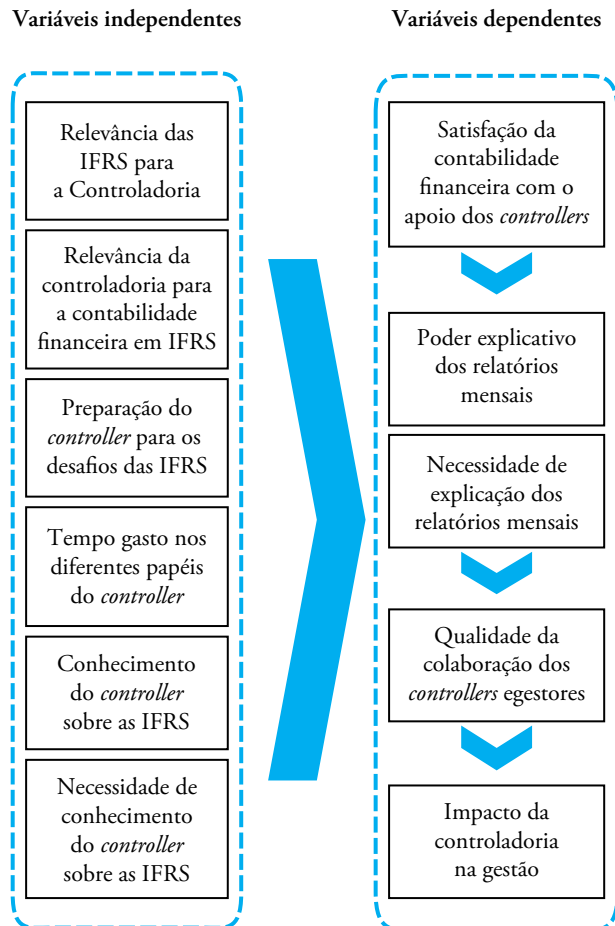 Variáveis independentes
Relevância das
IFRS para
a Controladoria
Relevância da
controladoria para
a contabilidade
financeira em IFRS
Preparação do
controller para os
desafios das IFRS
Tempo gasto nos
diferentes papéis
do controller
Conhecimento
do controller
sobre as IFRS
Necessidade de
conhecimento
do controller
sobre as IFRS
Variáveis dependentes
Satisfação da
contabilidade
financeira com o
apoio dos controllers
Poder explicativo
dos relatórios
mensais
Necessidade de
explicação dos
relatórios mensais
Qualidade da
colaboração dos
controllers egestores
Impacto da
controladoria
na gestão